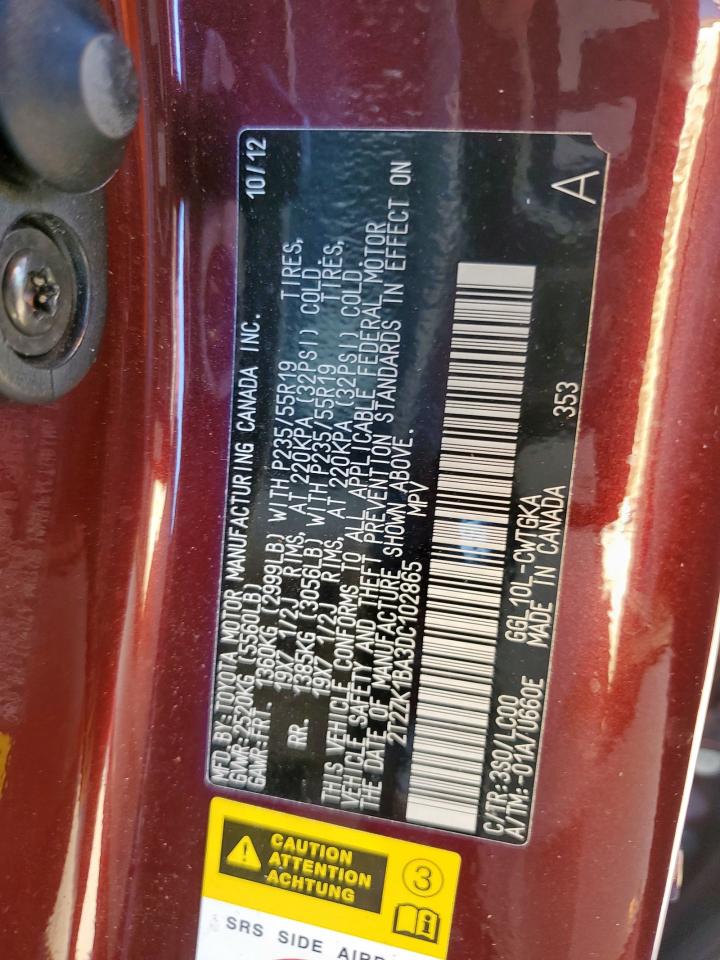 MFD.BY:TOYOTA MOTOR MANUFACTURING CANADA INC. 10/12
GVWR:2520KG (5560LB)
GAWR:FRT. 1360KG (2999LB) WITH P235/55R19 TIRES,
19X7 1/2J RIMS, AT 220KPA (32PSI) COLD.
RR. 1385KG (3056LB) WITH P235/55R19 TIRES,
19X7 1/2J RIMS, AT 220KPA (32PSI) COLD.
THIS VEHICLE CONFORMS TO ALL APPLICABLE FEDERAL MOTOR
VEHICLE SAFETY AND THEFT PREVENTION STANDARDS IN EFFECT ON
THE DATE OF MANUFACTURE SHOWN ABOVE.
2T2ZK1BA3DC102865 MPV
C/TR:3S0/LC00 GGL10L-CWTGKA 353 A
A/TM:-01A/U660E MADE IN CANADA
CAUTION
ATTENTION
ACHTUNG
3
SRS SIDE